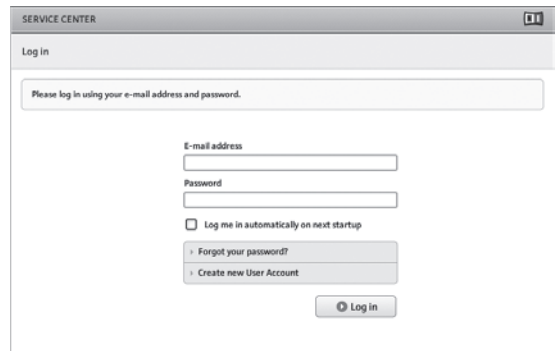 SERVICE CENTER
Log in
Please log in using your e-mail address and password.
E-mail address
Password
Log me in automatically on next startup
Forgot your password?
Create new User Account
Log in